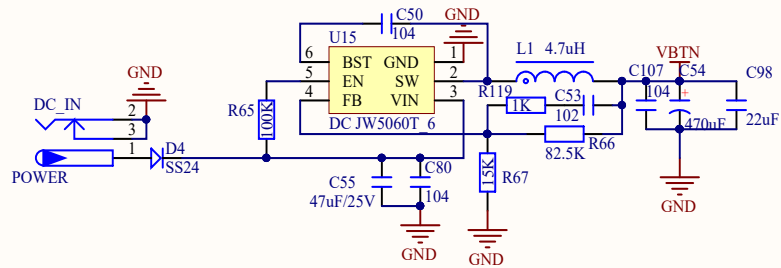 C50
104
GND
U15
6 BST GND 1
5 EN SW 2
4 FB VIN 3
DC JW5060T_6
L1 4.7uH
VBTN
C107
104
C54
+
470uF
C98
22uF
GND
DC_IN
GND
2
3
1
POWER
D4
SS24
R65
100K
R119
1K
C53
102
R66
82.5K
15K
R67
GND
C55
47uF/25V
C80
104
GND